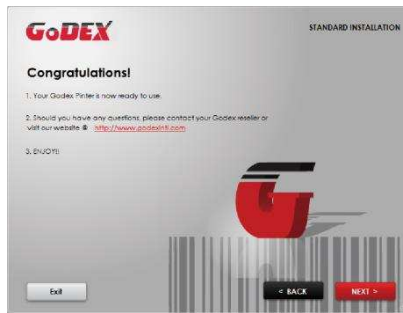 GoDEX
STANDARD INSTALLATION
Congratulations!
1. Your Godex Pinter is now ready to use.
2. Should you have any questions, please contact your Godex reseller or
visit our website @ http://www.godexintl.com
3. ENJOY!!
Exit
< BACK
NEXT >